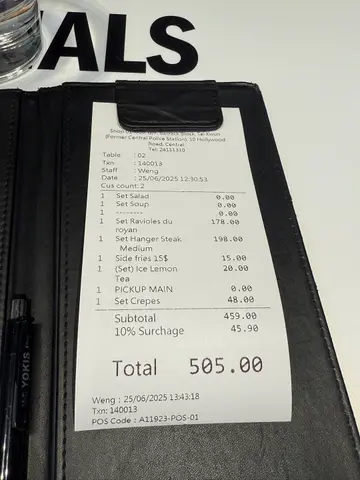 ALS
(Former Central Police Station) 10 Hollywood
Road, Central
Tel: 24111310
Table : 02
Txn : 140013
Staff : Weng
Date : 25/06/2025 12:30:53
Cus count: 2
1 Set Salad 0.00
1 Set Soup 0.00
1 -------- 0.00
1 Set Ravioles du 178.00
royan
1 Set Hanger Steak 198.00
Medium
1 Side frias 15$ 15.00
1 (Set) Ice Lemon 20.00
Tea
1 PICKUP MAIN 0.00
1 Set Crepes 48.00
Subtotal 459.00
10% Surchage 45.90
Total 505.00
Weng : 25/06/2025 13:43:18
Txn: 140013
POS Code : A11923-POS-01